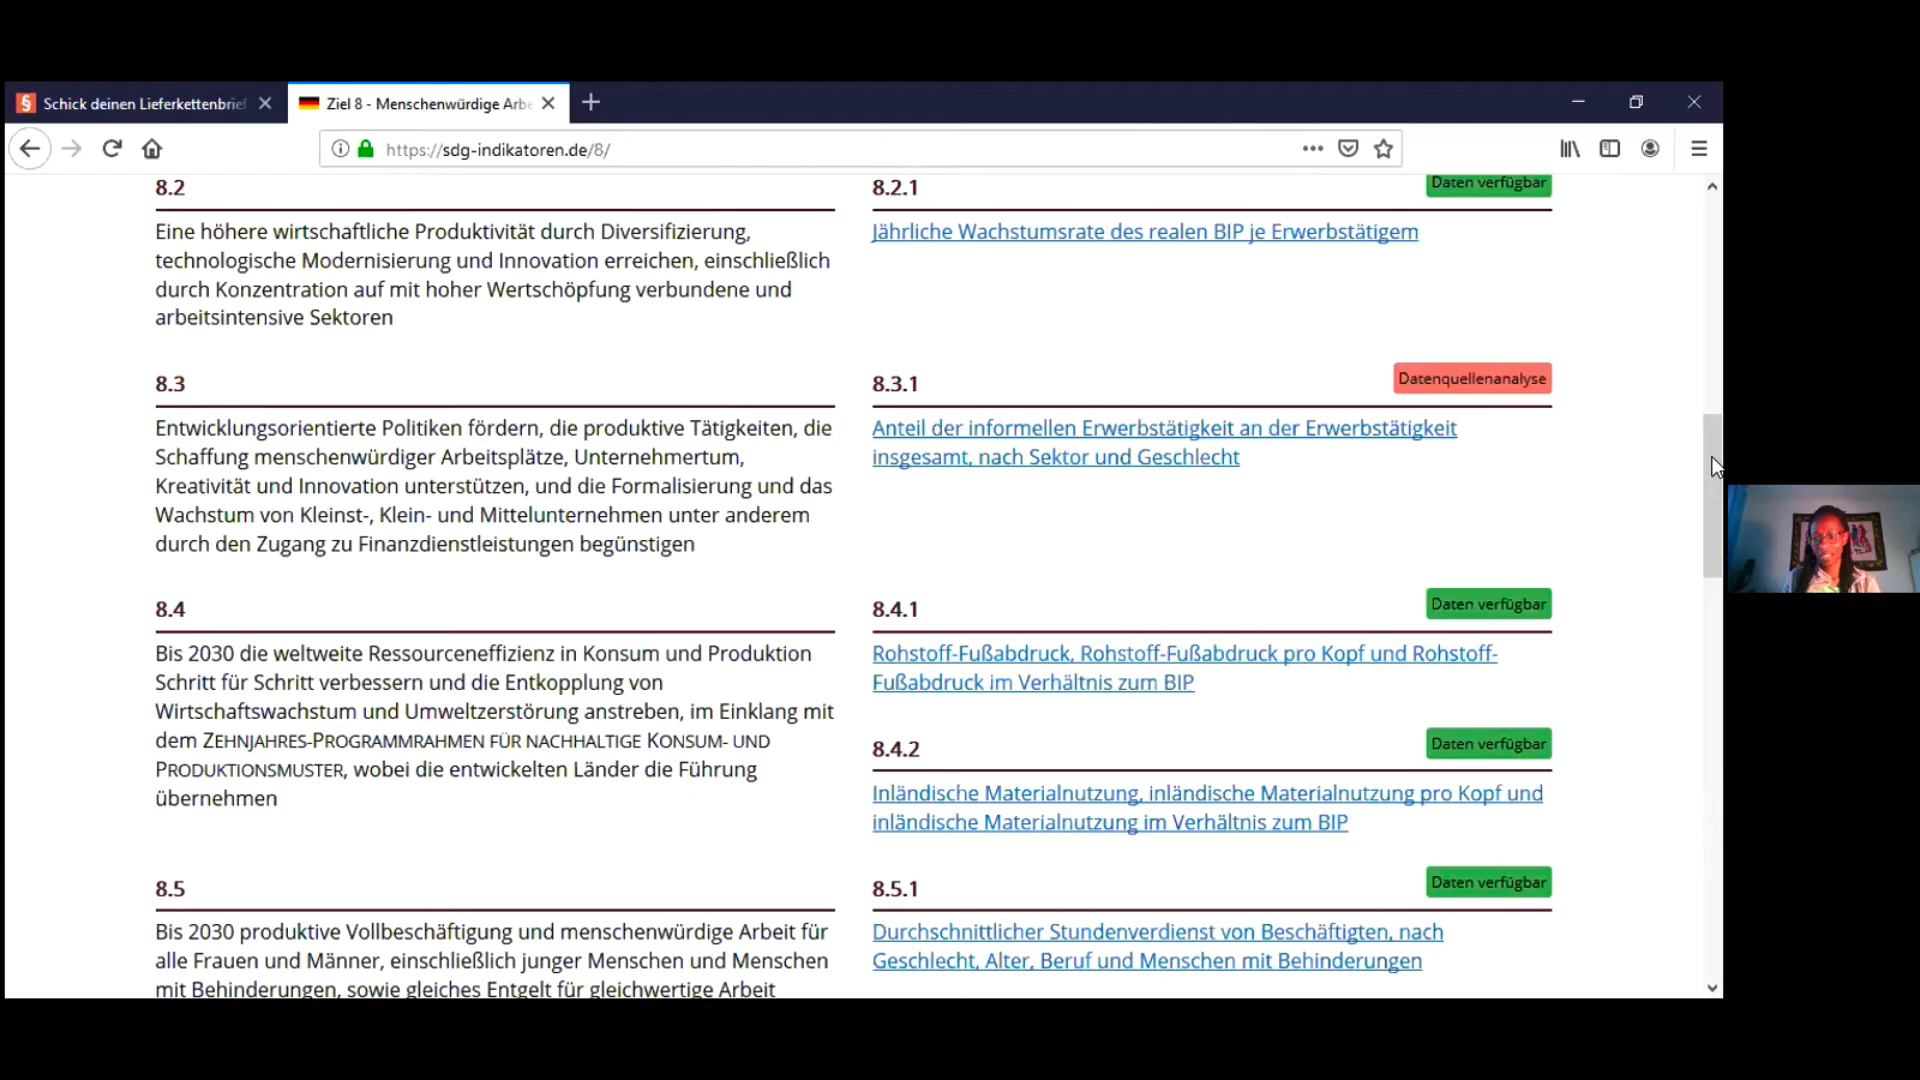 Schick deinen Lieferkettenbrief
Ziel 8 - Menschenwürdige Arbe
https://sdg-indikatoren.de/8/
8.2
Eine höhere wirtschaftliche Produktivität durch Diversifizierung,
technologische Modernisierung und Innovation erreichen, einschließlich
durch Konzentration auf mit hoher Wertschöpfung verbundene und
arbeitsintensive Sektoren
8.2.1
Daten verfügbar
Jährliche Wachstumsrate des realen BIP je Erwerbstätigem
8.3
Entwicklungsorientierte Politiken fördern, die produktive Tätigkeiten, die
Schaffung menschenwürdiger Arbeitsplätze, Unternehmertum,
Kreativität und Innovation unterstützen, und die Formalisierung und das
Wachstum von Kleinst-, Klein- und Mittelunternehmen unter anderem
durch den Zugang zu Finanzdienstleistungen begünstigen
8.3.1
Datenquellenanalyse
Anteil der informellen Erwerbstätigkeit an der Erwerbstätigkeit
insgesamt, nach Sektor und Geschlecht
8.4
Bis 2030 die weltweite Ressourceneffizienz in Konsum und Produktion
Schritt für Schritt verbessern und die Entkopplung von
Wirtschaftswachstum und Umweltzerstörung anstreben, im Einklang mit
dem ZEHNJAHRES-PROGRAMMRAHMEN FÜR NACHHALTIGE KONSUM- UND
PRODUKTIONSMUSTER, wobei die entwickelten Länder die Führung
übernehmen
8.4.1
Daten verfügbar
Rohstoff-Fußabdruck, Rohstoff-Fußabdruck pro Kopf und Rohstoff-
Fußabdruck im Verhältnis zum BIP
8.4.2
Daten verfügbar
Inländische Materialnutzung, inländische Materialnutzung pro Kopf und
inländische Materialnutzung im Verhältnis zum BIP
8.5
Bis 2030 produktive Vollbeschäftigung und menschenwürdige Arbeit für
alle Frauen und Männer, einschließlich junger Menschen und Menschen
mit Behinderungen, sowie gleiches Entgelt für gleichwertige Arbeit
8.5.1
Daten verfügbar
Durchschnittlicher Stundenverdienst von Beschäftigten, nach
Geschlecht, Alter, Beruf und Menschen mit Behinderungen